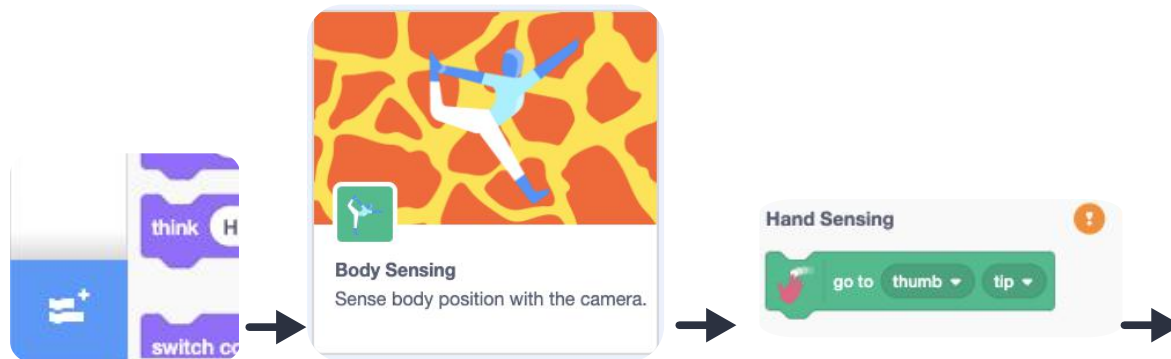 think H
switch co
Body Sensing
Sense body position with the camera.
Hand Sensing
go to thumb tip